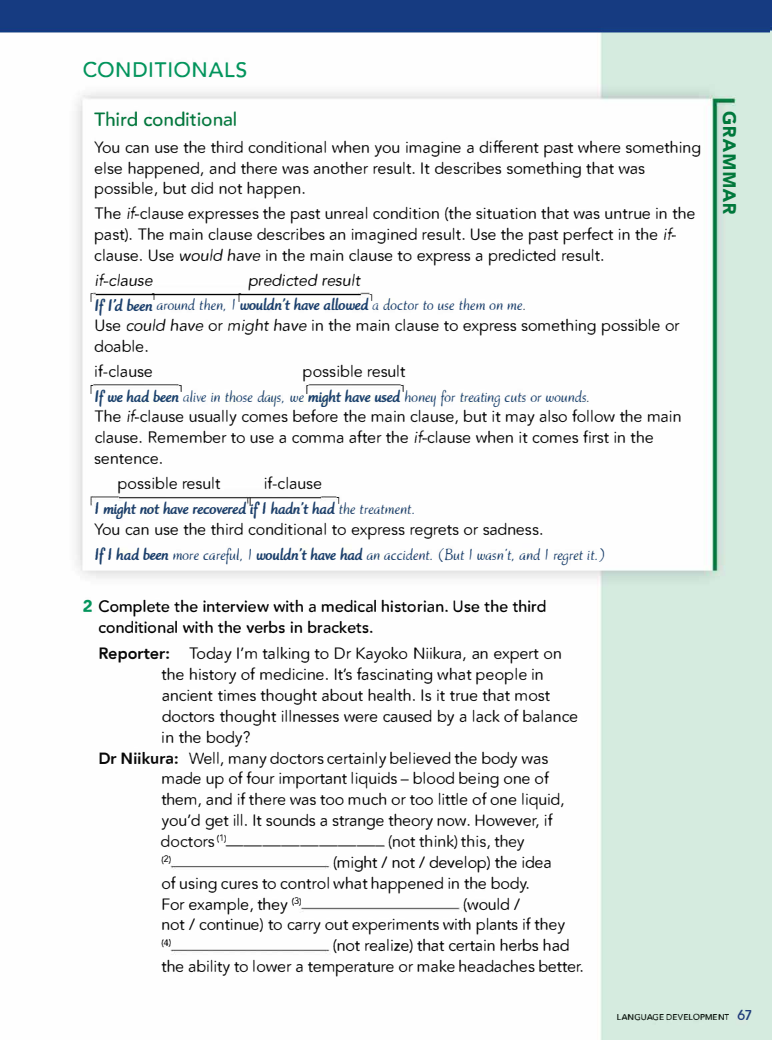 CONDITIONALS
GRAMMAR
Third conditional
You can use the third conditional when you imagine a different past where something
else happened, and there was another result. It describes something that was
possible, but did not happen.
The if-clause expresses the past unreal condition (the situation that was untrue in the
past). The main clause describes an imagined result. Use the past perfect in the if-
clause. Use would have in the main clause to express a predicted result.
if-clause predicted result
If I'd been around then, I wouldn't have allowed a doctor to use them on me.
Use could have or might have in the main clause to express something possible or
doable.
if-clause possible result
If we had been alive in those days, we might have used honey for treating cuts or wounds.
The if-clause usually comes before the main clause, but it may also follow the main
clause. Remember to use a comma after the if-clause when it comes first in the
sentence.
possible result if-clause
I might not have recovered if I hadn't had the treatment.
You can use the third conditional to express regrets or sadness.
If I had been more careful, I wouldn't have had an accident. (But I wasn't, and I regret it.)
2 Complete the interview with a medical historian. Use the third
conditional with the verbs in brackets.
Reporter: Today I'm talking to Dr Kayoko Niikura, an expert on
the history of medicine. It's fascinating what people in
ancient times thought about health. Is it true that most
doctors thought illnesses were caused by a lack of balance
in the body?
Dr Niikura: Well, many doctors certainly believed the body was
made up of four important liquids – blood being one of
them, and if there was too much or too little of one liquid,
you'd get ill. It sounds a strange theory now. However, if
doctors (1)__________________ (not think) this, they
(2)__________________ (might / not / develop) the idea
of using cures to control what happened in the body.
For example, they (3)__________________ (would /
not / continue) to carry out experiments with plants if they
(4)__________________ (not realize) that certain herbs had
the ability to lower a temperature or make headaches better.
LANGUAGE DEVELOPMENT 67